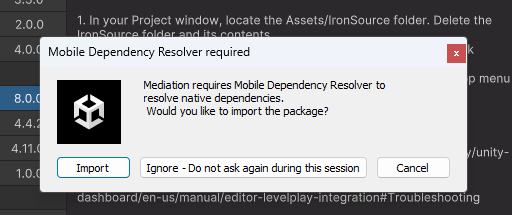 1. In your Project window, locate the Assets/IronSource folder. Delete the
2.0.0
IronSource folder and its contents.
4.0.0
Mobile Dependency Resolver required
x
Mediation requires Mobile Dependency Resolver to
resolve native dependencies.
Would you like to import the package?
menu
8.0.0
4.4.2
4.11.0
y/unity-
1.0.0
Import
Ignore - Do not ask again during this session
Cancel
dashboard/en-us/manual/editor-levelplay-integration#Troubleshooting